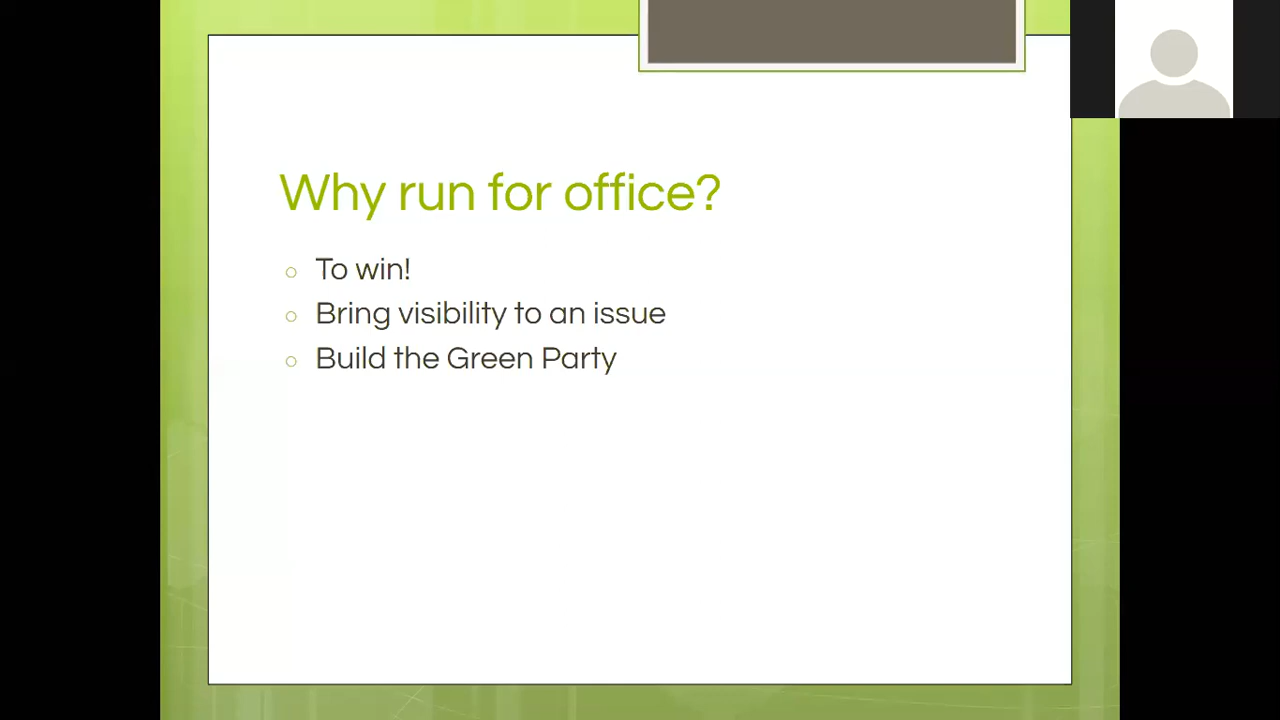 Why run for office?
To win!
Bring visibility to an issue
Build the Green Party